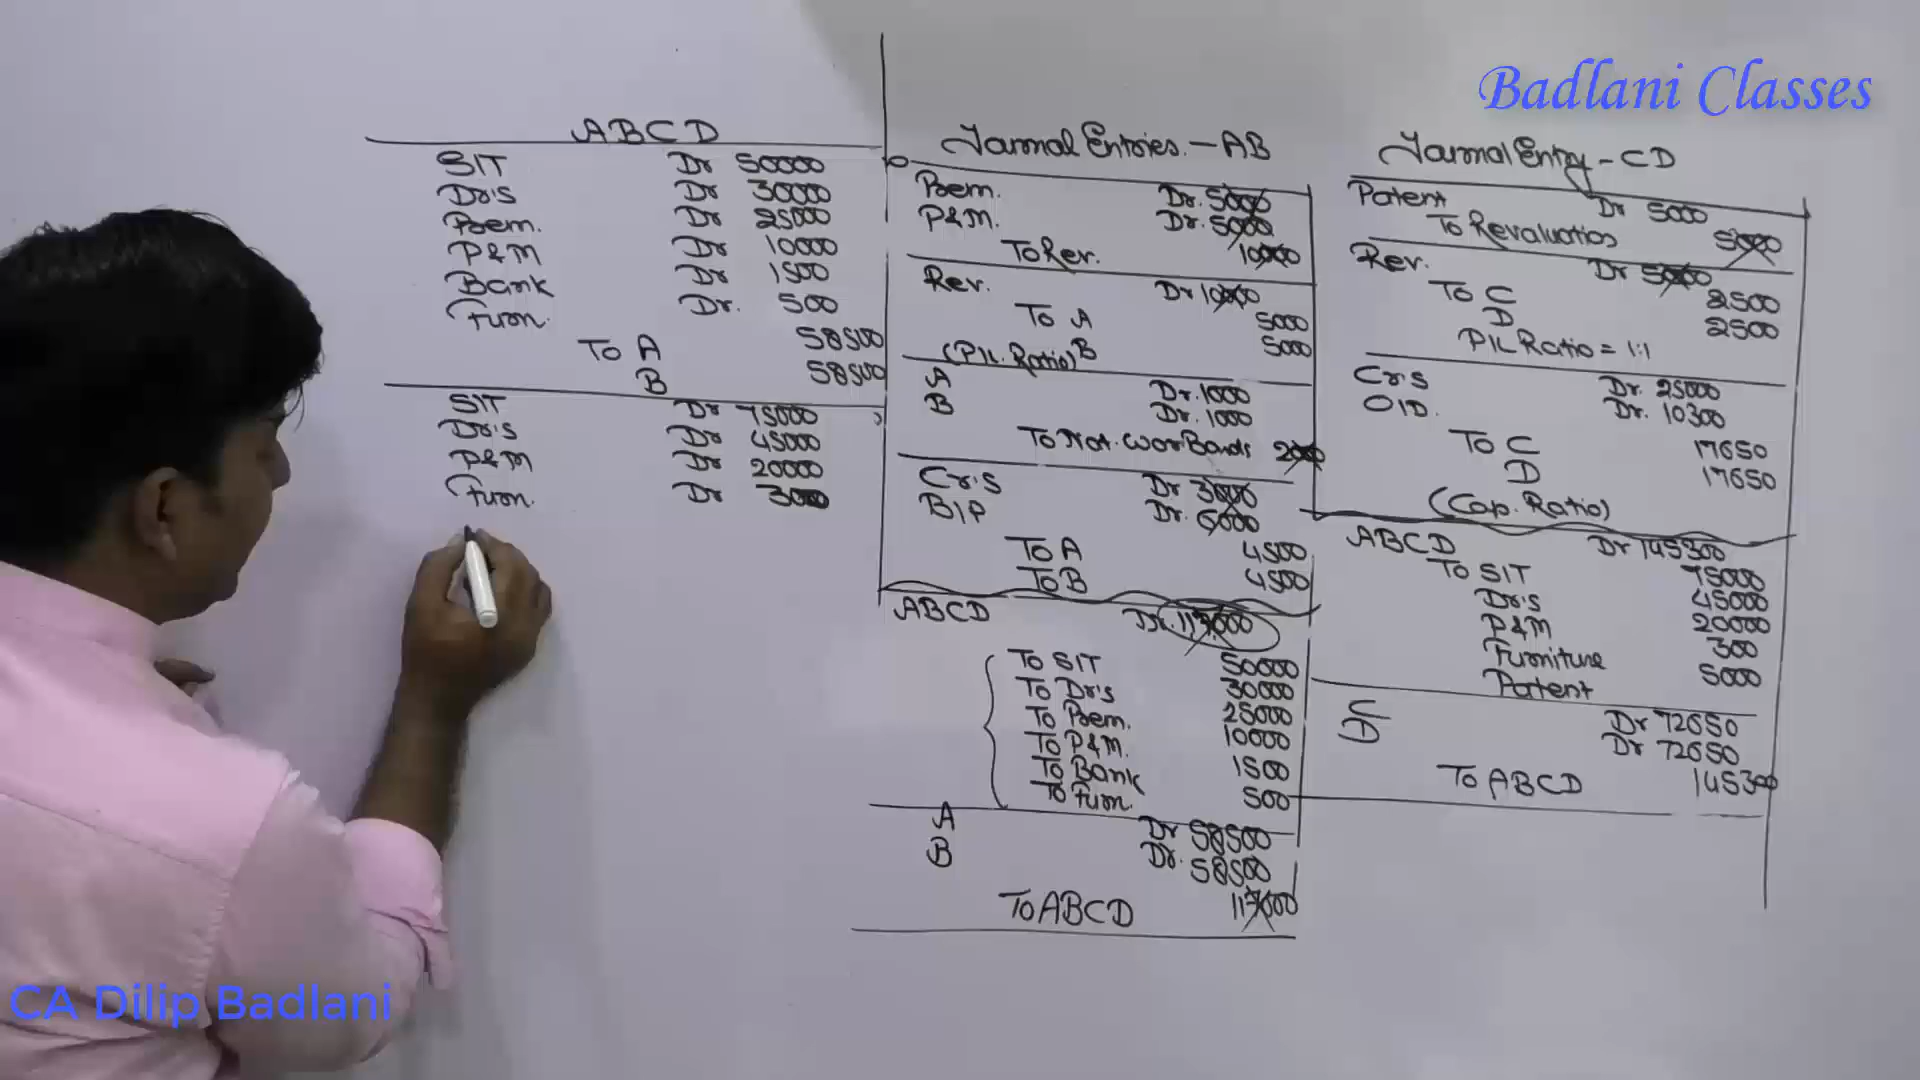 Badlani Classes
ABCD
SIT Dr 50000
Dr's Dr 30000
Prem. Dr 25000
P&M Dr 10000
Bank Dr 1500
Furn. Dr. 500
To A 58500
B 58500
SIT Dr 75000
Dr's Dr 45000
P&M Dr 20000
Furn. Dr 300
Journal Entries - AB
Prem. Dr. 5000
P&M. Dr. 5000
To Rev. 10000
Rev. Dr 10000
To A 5000
(P/L. Ratio) B 5000
A Dr. 1000
B Dr. 1000
To Not. Wor Bonds 2000
Cr.s Dr 3000
B/P Dr. 6000
To A 4500
To B 4500
ABCD Dr. 117000
To SIT 50000
To Dr's 30000
To Prem. 25000
To P&M. 10000
To Bank 1500
To Furn. 500
A Dr 58500
B Dr. 58500
To ABCD 117000
Journal Entry - CD
Patent Dr 5000
To Revaluation 5000
Rev. Dr 5000
To C 2500
D 2500
P/L Ratio = 1:1
Cr.s Dr. 25000
O/D. Dr. 10300
To C 17650
D 17650
(Cap. Ratio)
ABCD Dr 145300
To SIT 75000
Dr's 45000
P&M 20000
Furniture 300
Patent 5000
C Dr 72650
D Dr 72650
To ABCD 145300
CA Dilip Badlani